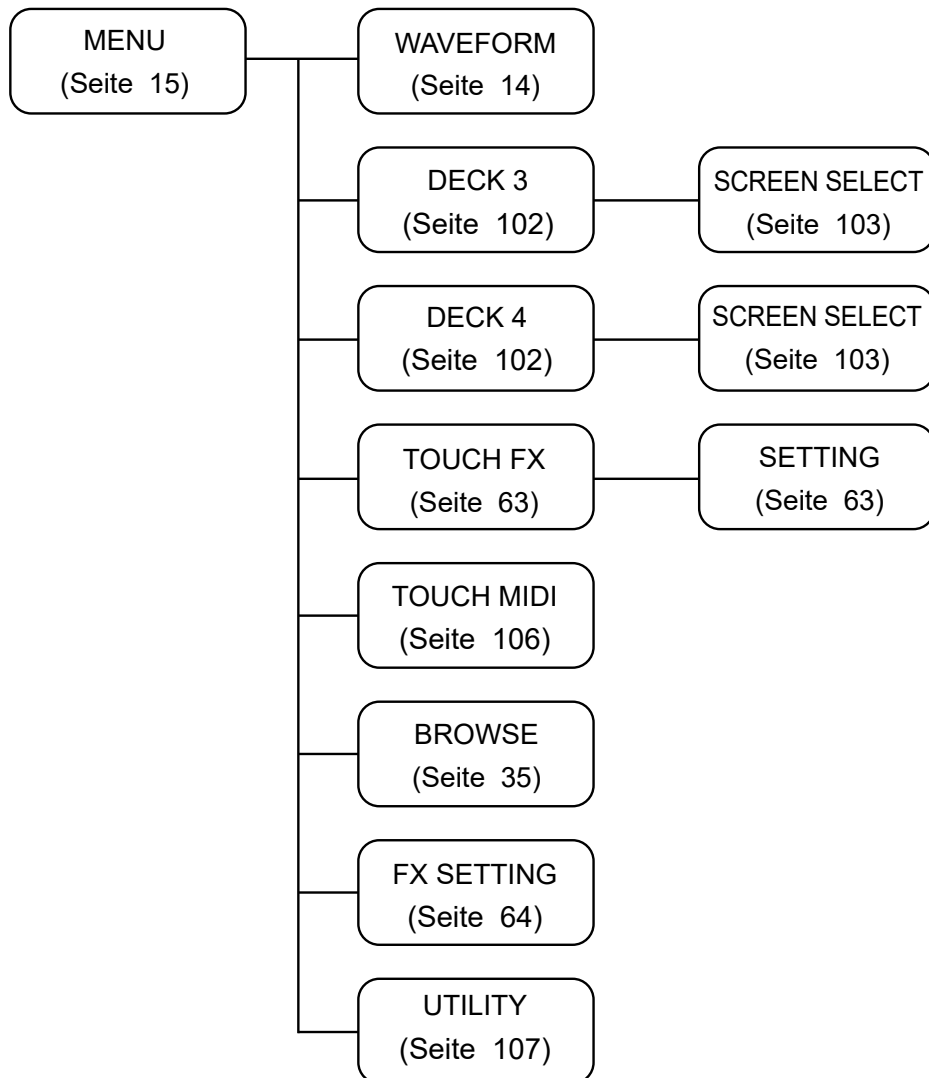 MENU
(Seite 15)
WAVEFORM
(Seite 14)
DECK 3
(Seite 102)
SCREEN SELECT
(Seite 103)
DECK 4
(Seite 102)
SCREEN SELECT
(Seite 103)
TOUCH FX
(Seite 63)
SETTING
(Seite 63)
TOUCH MIDI
(Seite 106)
BROWSE
(Seite 35)
FX SETTING
(Seite 64)
UTILITY
(Seite 107)